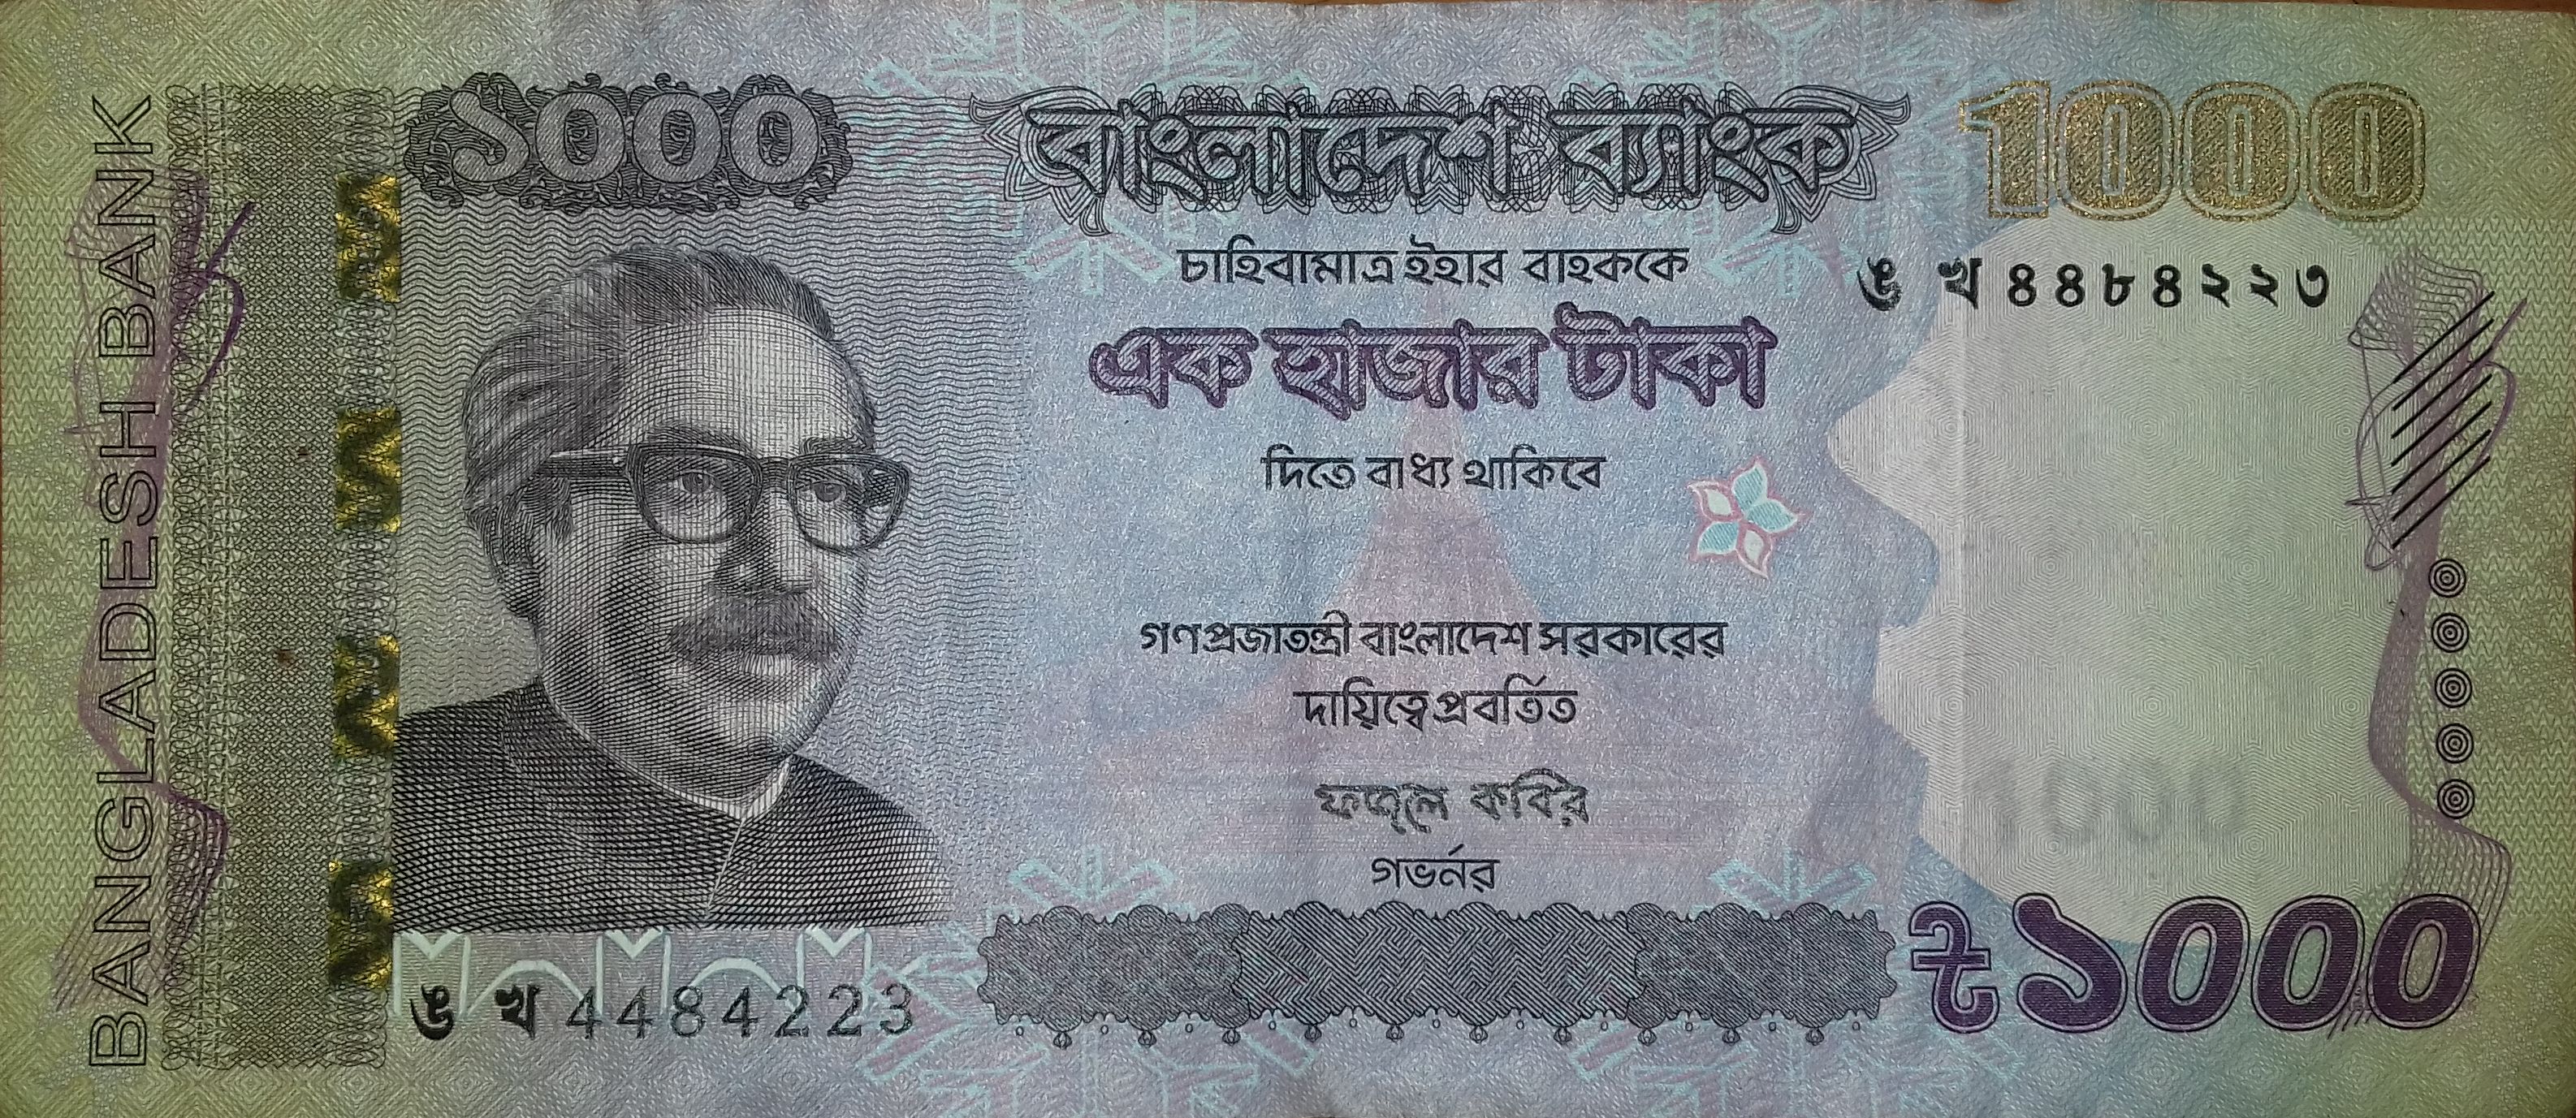 BANGLADESH BANK
১০০০
বাংলাদেশ ব্যাংক
1000
চাহিবামাত্র ইহার বাহককে
ঙ খ ৪৪৮৪২২৩
এক হাজার টাকা
দিতে বাধ্য থাকিবে
গণপ্রজাতন্ত্রী বাংলাদেশ সরকারের
দায়িত্বে প্রবর্তিত
ফজলে কবির
গভর্নর
ঙ খ 4484223
৳১০০০